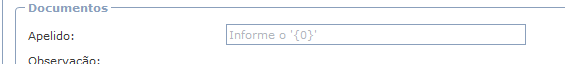 Documentos
Apelido: Informe o '{0}'
Observação: